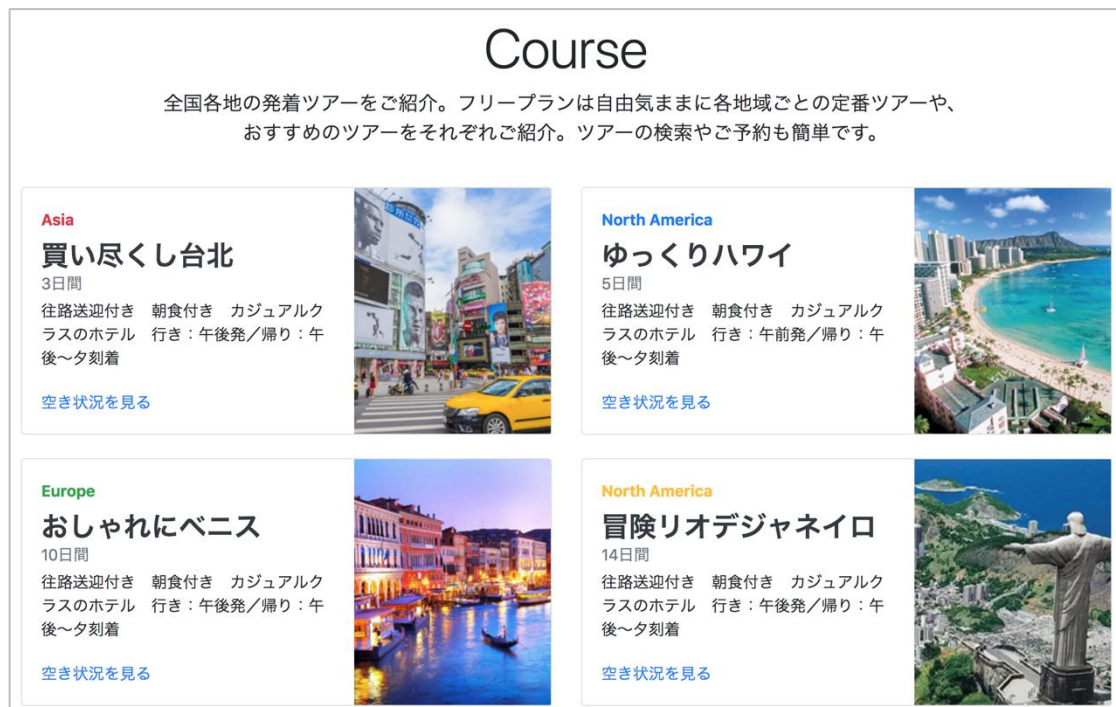 Course
全国各地の発着ツアーをご紹介。フリープランは自由気ままに各地域ごとの定番ツアーや、
おすすめのツアーをそれぞれご紹介。ツアーの検索やご予約も簡単です。
Asia
買い尽くし台北
3日間
往路送迎付き　朝食付き　カジュアルク
ラスのホテル　行き：午後発／帰り：午
後〜夕刻着
空き状況を見る
North America
ゆっくりハワイ
5日間
往路送迎付き　朝食付き　カジュアルク
ラスのホテル　行き：午前発／帰り：午
後〜夕刻着
空き状況を見る
Europe
おしゃれにベニス
10日間
往路送迎付き　朝食付き　カジュアルク
ラスのホテル　行き：午後発／帰り：午
後〜夕刻着
空き状況を見る
North America
冒険リオデジャネイロ
14日間
往路送迎付き　朝食付き　カジュアルク
ラスのホテル　行き：午後発／帰り：午
後〜夕刻着
空き状況を見る